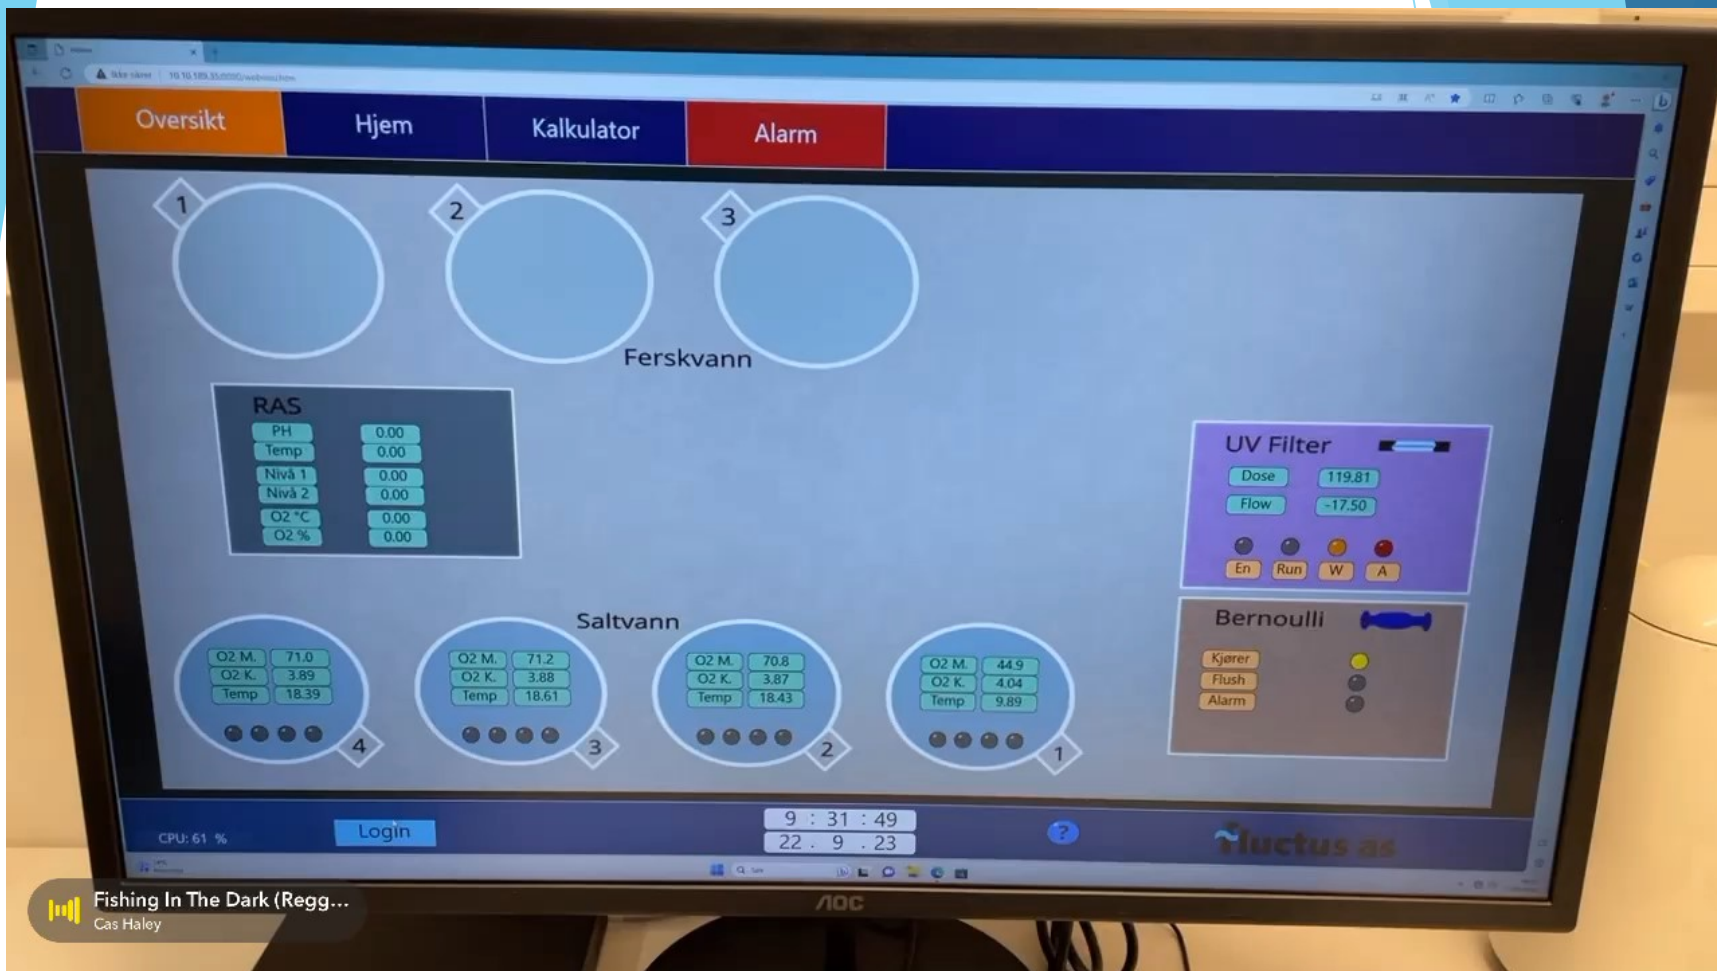 Ikke sikret
Oversikt
Hjem
Kalkulator
Alarm
1
2
3
Ferskvann
RAS
PH 0.00
Temp 0.00
Nivå 1 0.00
Nivå 2 0.00
O2 °C 0.00
O2 % 0.00
UV Filter
Dose 119.81
Flow -17.50
En Run W A
Saltvann
O2 M. 71.0
O2 K. 3.89
Temp 18.39
4
O2 M. 71.2
O2 K. 3.88
Temp 18.61
3
O2 M. 70.8
O2 K. 3.87
Temp 18.43
2
O2 M. 44.9
O2 K. 4.04
Temp 9.89
1
Bernoulli
Kjører
Flush
Alarm
CPU: 61 %
Login
9 : 31 : 49
22 . 9 . 23
?
fluctus as
AOC
Fishing In The Dark (Regg...
Cas Haley